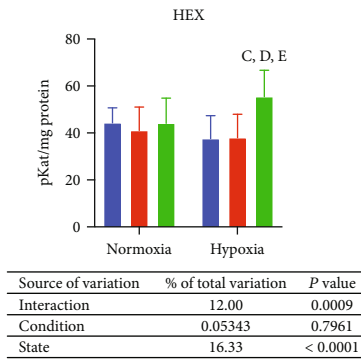 HEX
80
60
40
20
0
pKat/mg protein
C, D, E
Normoxia Hypoxia
Source of variation % of total variation P value
Interaction 12.00 0.0009
Condition 0.05343 0.7961
State 16.33 < 0.0001